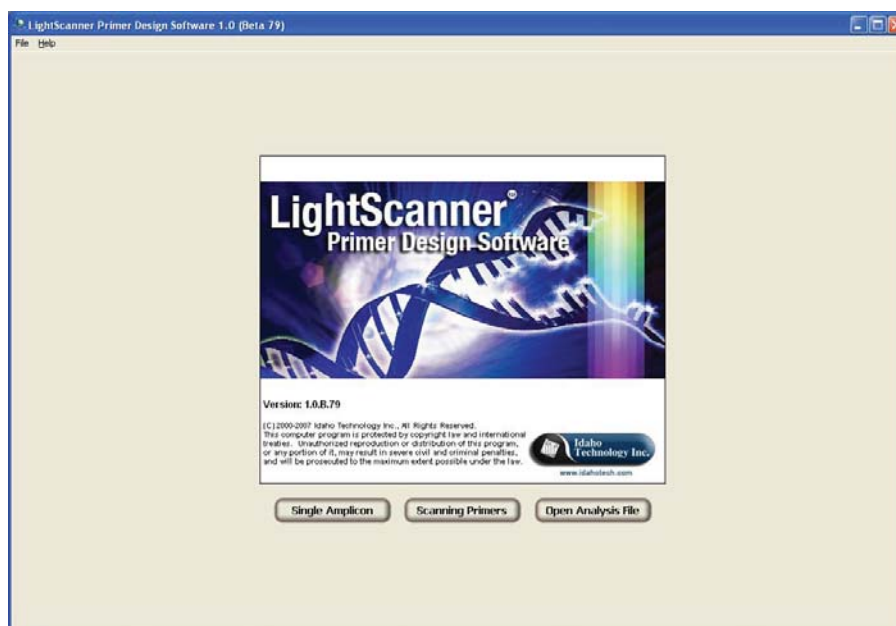 LightScanner Primer Design Software 1.0 (Beta 79)
File Help
LightScanner
Primer Design Software
Version: 1.0.B.79
(C)2000-2007 Idaho Technology Inc., All Rights Reserved.
This computer program is protected by copyright law and international
treaties. Unauthorized reproduction or distribution of this program,
or any portion of it, may result in severe civil and criminal penalties,
and will be prosecuted to the maximum extent possible under the law.
Idaho
Technology Inc.
www.idahotech.com
Single Amplicon Scanning Primers Open Analysis File